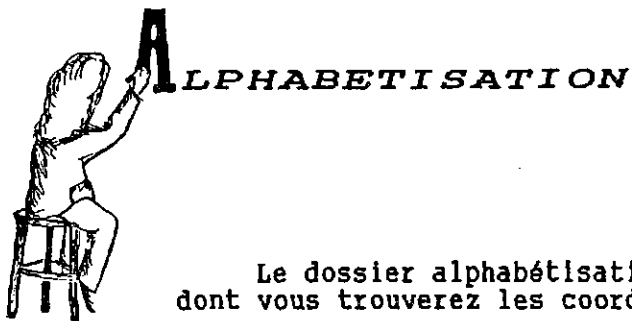 ALPHABETISATION
Le dossier alphabétisati
dont vous trouverez les coord